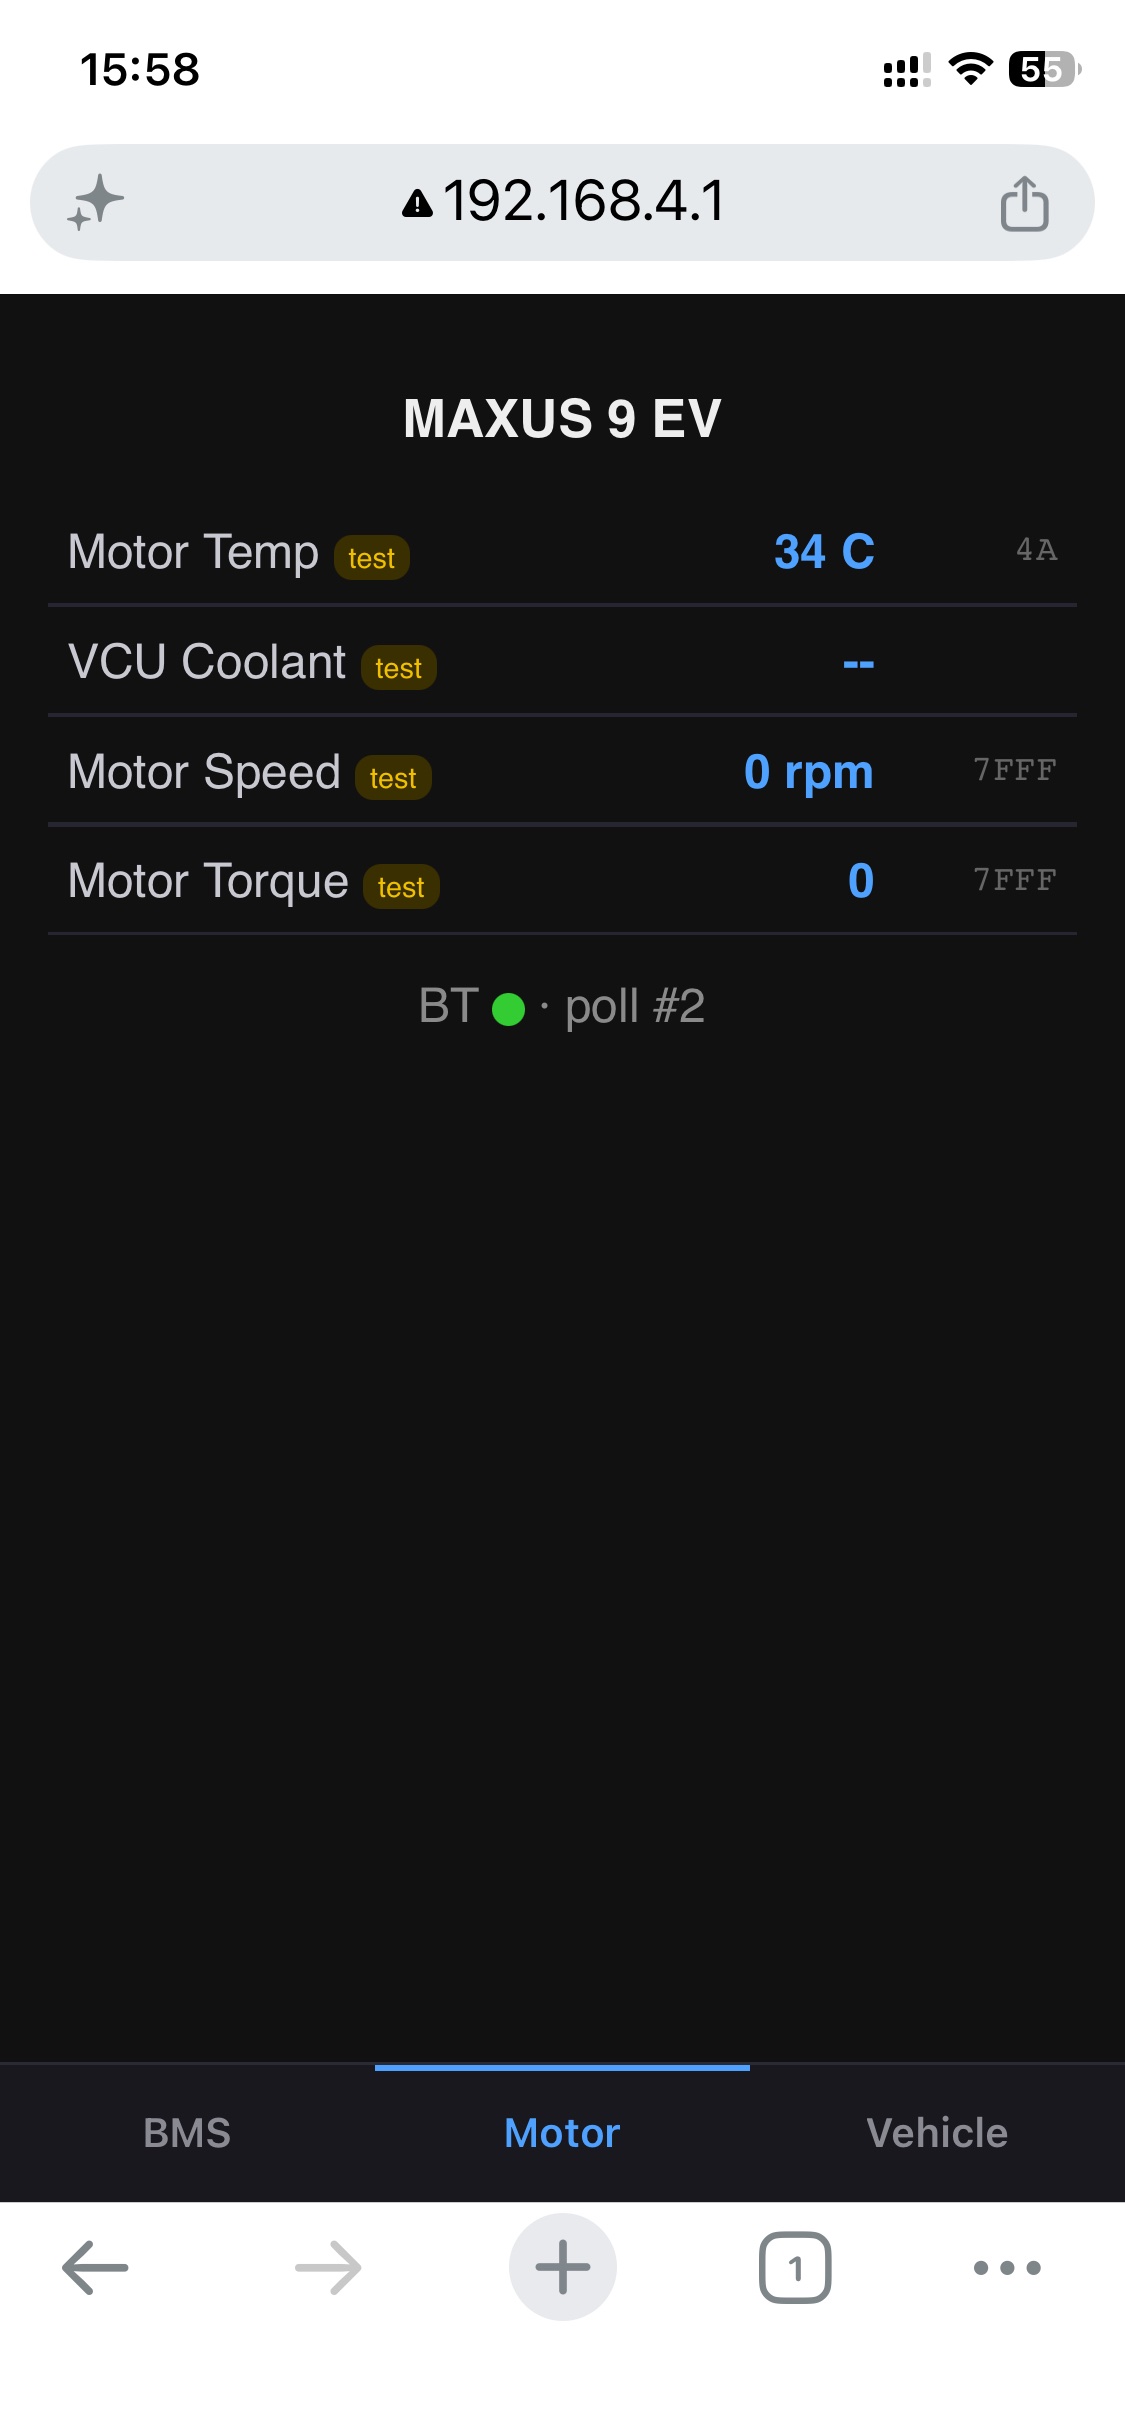 15:58
55
192.168.4.1
MAXUS 9 EV
Motor Temp test 34 C 4A
VCU Coolant test --
Motor Speed test 0 rpm 7FFF
Motor Torque test 0 7FFF
BT · poll #2
BMS Motor Vehicle
1